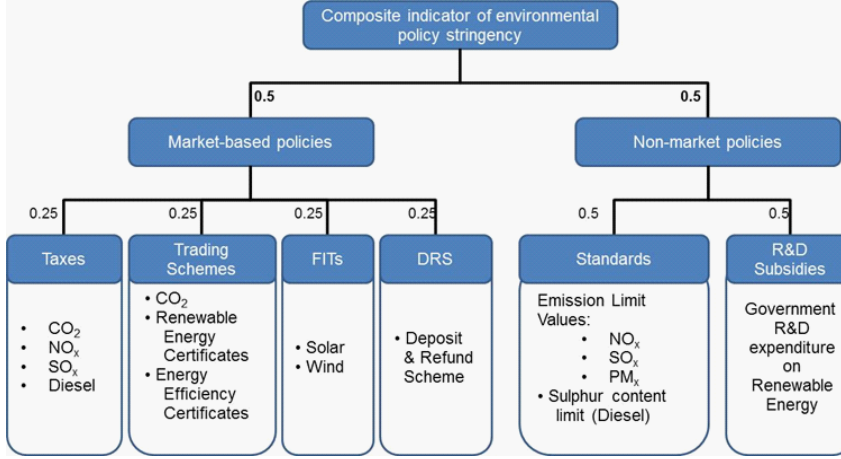 Composite indicator of environmental
policy stringency
0.5
0.5
Market-based policies
Non-market policies
0.25
0.25
0.25
0.25
0.5
0.5
Taxes
• CO₂
• NOₓ
• SOₓ
• Diesel
Trading
Schemes
• CO₂
• Renewable
Energy
Certificates
• Energy
Efficiency
Certificates
FITs
• Solar
• Wind
DRS
• Deposit
& Refund
Scheme
Standards
Emission Limit
Values:
• NOₓ
• SOₓ
• PMₓ
• Sulphur content
limit (Diesel)
R&D
Subsidies
Government
R&D
expenditure
on
Renewable
Energy